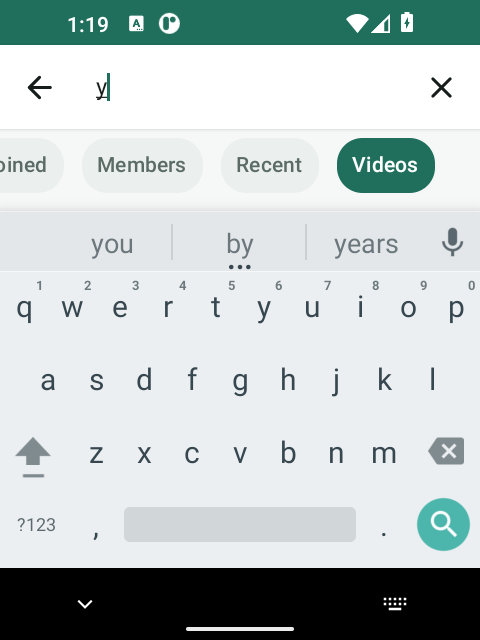 1:19
y
oined Members Recent Videos
you by years
1 2 3 4 5 6 7 8 9 0
q w e r t y u i o p
a s d f g h j k l
z x c v b n m
?123 , .